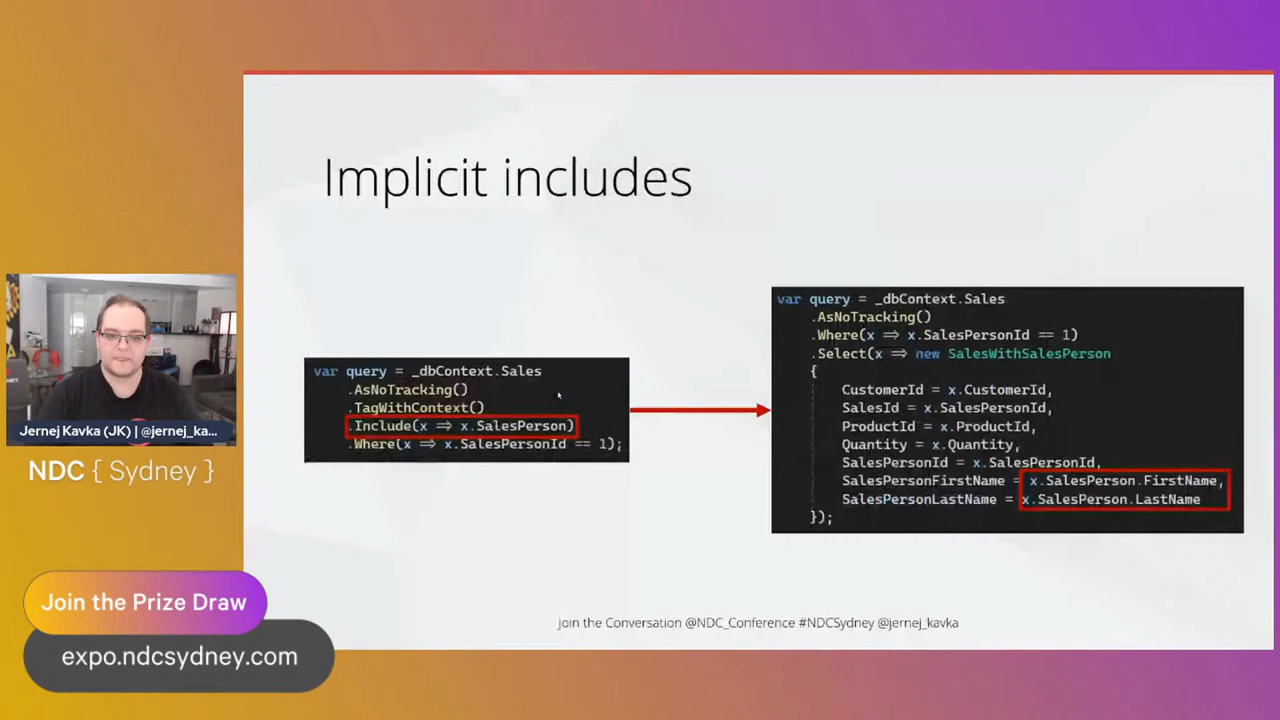 Implicit includes
var query = _dbContext.Sales
.AsNoTracking()
.TagWithContext()
.Include(x => x.SalesPerson)
.Where(x => x.SalesPersonId == 1);
var query = _dbContext.Sales
.AsNoTracking()
.Where(x => x.SalesPersonId == 1)
.Select(x => new SalesWithSalesPerson
{
CustomerId = x.CustomerId,
SalesId = x.SalesPersonId,
ProductId = x.ProductId,
Quantity = x.Quantity,
SalesPersonId = x.SalesPersonId,
SalesPersonFirstName = x.SalesPerson.FirstName,
SalesPersonLastName = x.SalesPerson.LastName
});
Jernej Kavka (JK) | @jernej_ka...
NDC { Sydney }
Join the Prize Draw
expo.ndcsydney.com
Join the Conversation @NDC_Conference #NDCSydney @jernej_kavka